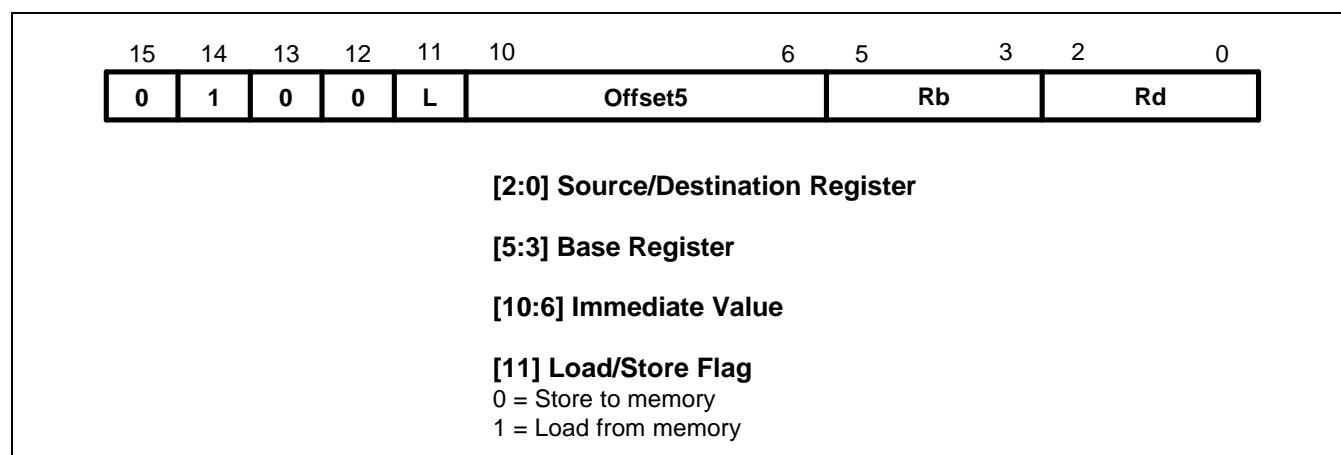 15 14 13 12 11 10 6 5 3 2 0
0 1 0 0 L Offset5 Rb Rd
[2:0] Source/Destination Register
[5:3] Base Register
[10:6] Immediate Value
[11] Load/Store Flag
0 = Store to memory
1 = Load from memory